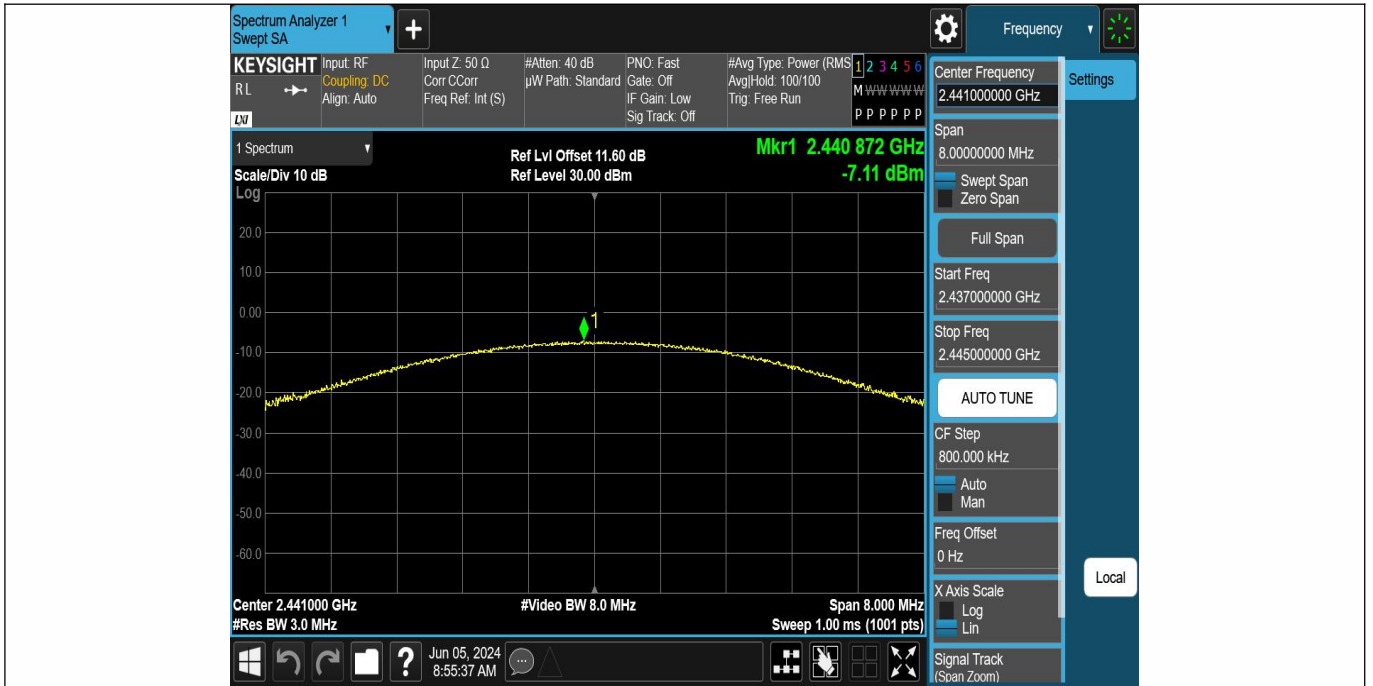 Spectrum Analyzer 1
Swept SA
+
Frequency
KEYSIGHT
RL
LXI
Input: RF
Coupling: DC
Align: Auto
Input Z: 50 Ω
Corr CCorr
Freq Ref: Int (S)
#Atten: 40 dB
µW Path: Standard
PNO: Fast
Gate: Off
IF Gain: Low
Sig Track: Off
#Avg Type: Power (RMS
Avg|Hold: 100/100
Trig: Free Run
1 2 3 4 5 6
M W W W W W
P P P P P P
1 Spectrum
Scale/Div 10 dB
Ref Lvl Offset 11.60 dB
Ref Level 30.00 dBm
Mkr1 2.440 872 GHz
-7.11 dBm
Log
20.0
10.0
0.00
-10.0
-20.0
-30.0
-40.0
-50.0
-60.0
1
Center 2.441000 GHz
#Video BW 8.0 MHz
Span 8.000 MHz
#Res BW 3.0 MHz
Sweep 1.00 ms (1001 pts)
Center Frequency
2.441000000 GHz
Settings
Span
8.00000000 MHz
Swept Span
Zero Span
Full Span
Start Freq
2.437000000 GHz
Stop Freq
2.445000000 GHz
AUTO TUNE
CF Step
800.000 kHz
Auto
Man
Freq Offset
0 Hz
Local
X Axis Scale
Log
Lin
Signal Track
(Span Zoom)
?
Jun 05, 2024
8:55:37 AM